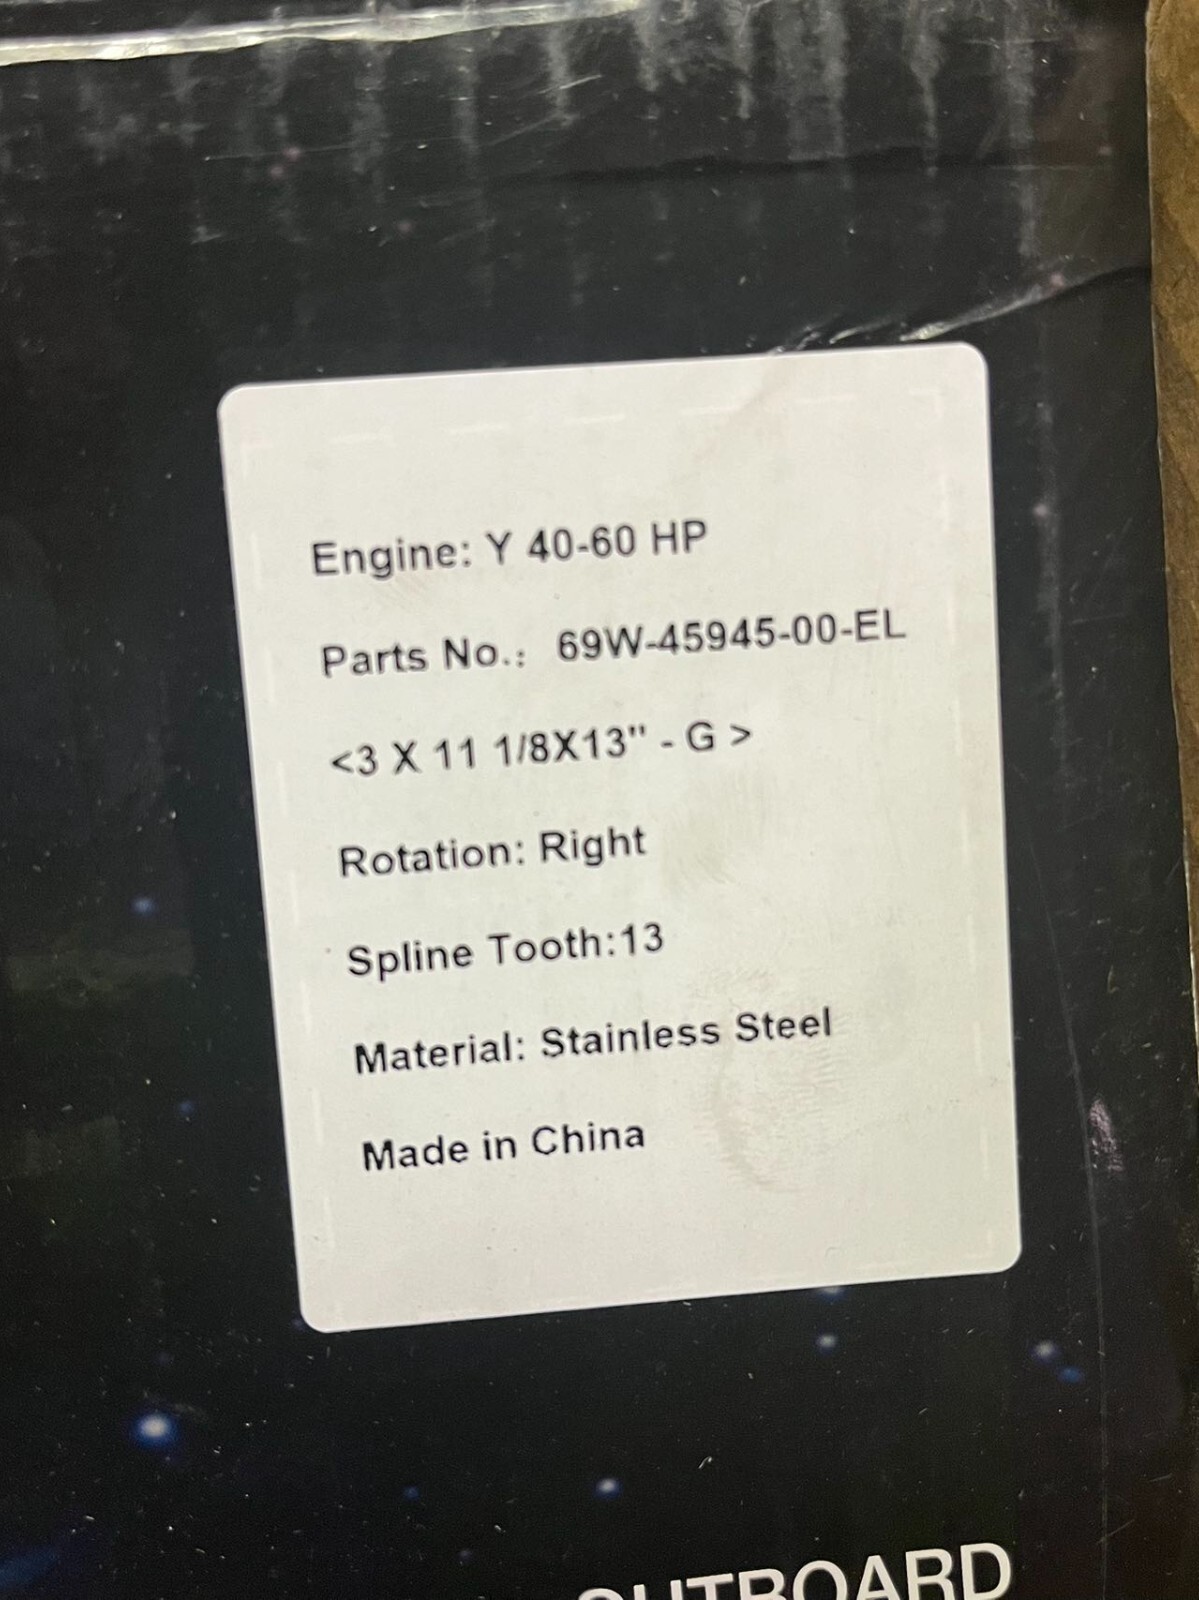 Engine: Y 40-60 HP
Parts No.: 69W-45945-00-EL
<3 X 11 1/8X13" - G >
Rotation: Right
Spline Tooth:13
Material: Stainless Steel
Made in China
OUTBOARD